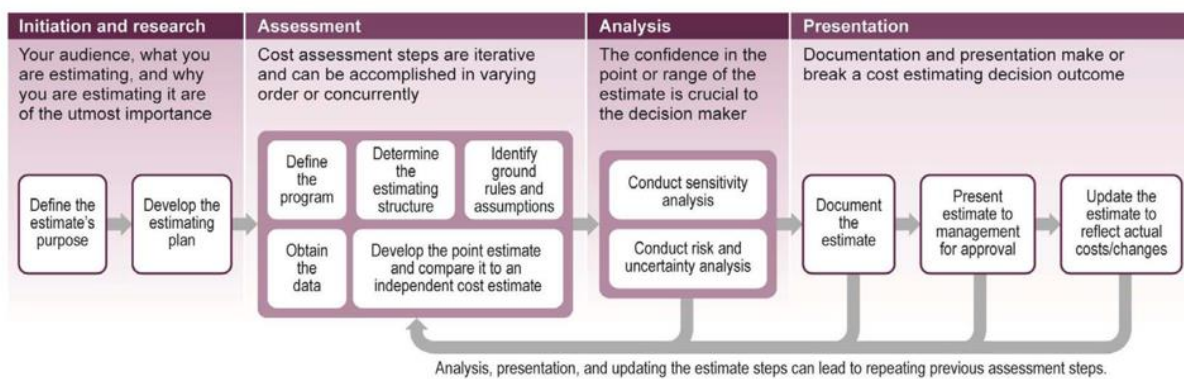 Initiation and research
Your audience, what you
are estimating, and why
you are estimating it are
of the utmost importance
Define the
estimate's
purpose
Develop the
estimating
plan
Assessment
Cost assessment steps are iterative
and can be accomplished in varying
order or concurrently
Define
the
program
Determine
the
estimating
structure
Identify
ground
rules and
assumptions
Obtain
the
data
Develop the point estimate
and compare it to an
independent cost estimate
Analysis
The confidence in the
point or range of the
estimate is crucial to
the decision maker
Conduct sensitivity
analysis
Conduct risk and
uncertainty analysis
Presentation
Documentation and presentation make or
break a cost estimating decision outcome
Document
the
estimate
Present
estimate to
management
for approval
Update the
estimate to
reflect actual
costs/changes
Analysis, presentation, and updating the estimate steps can lead to repeating previous assessment steps.